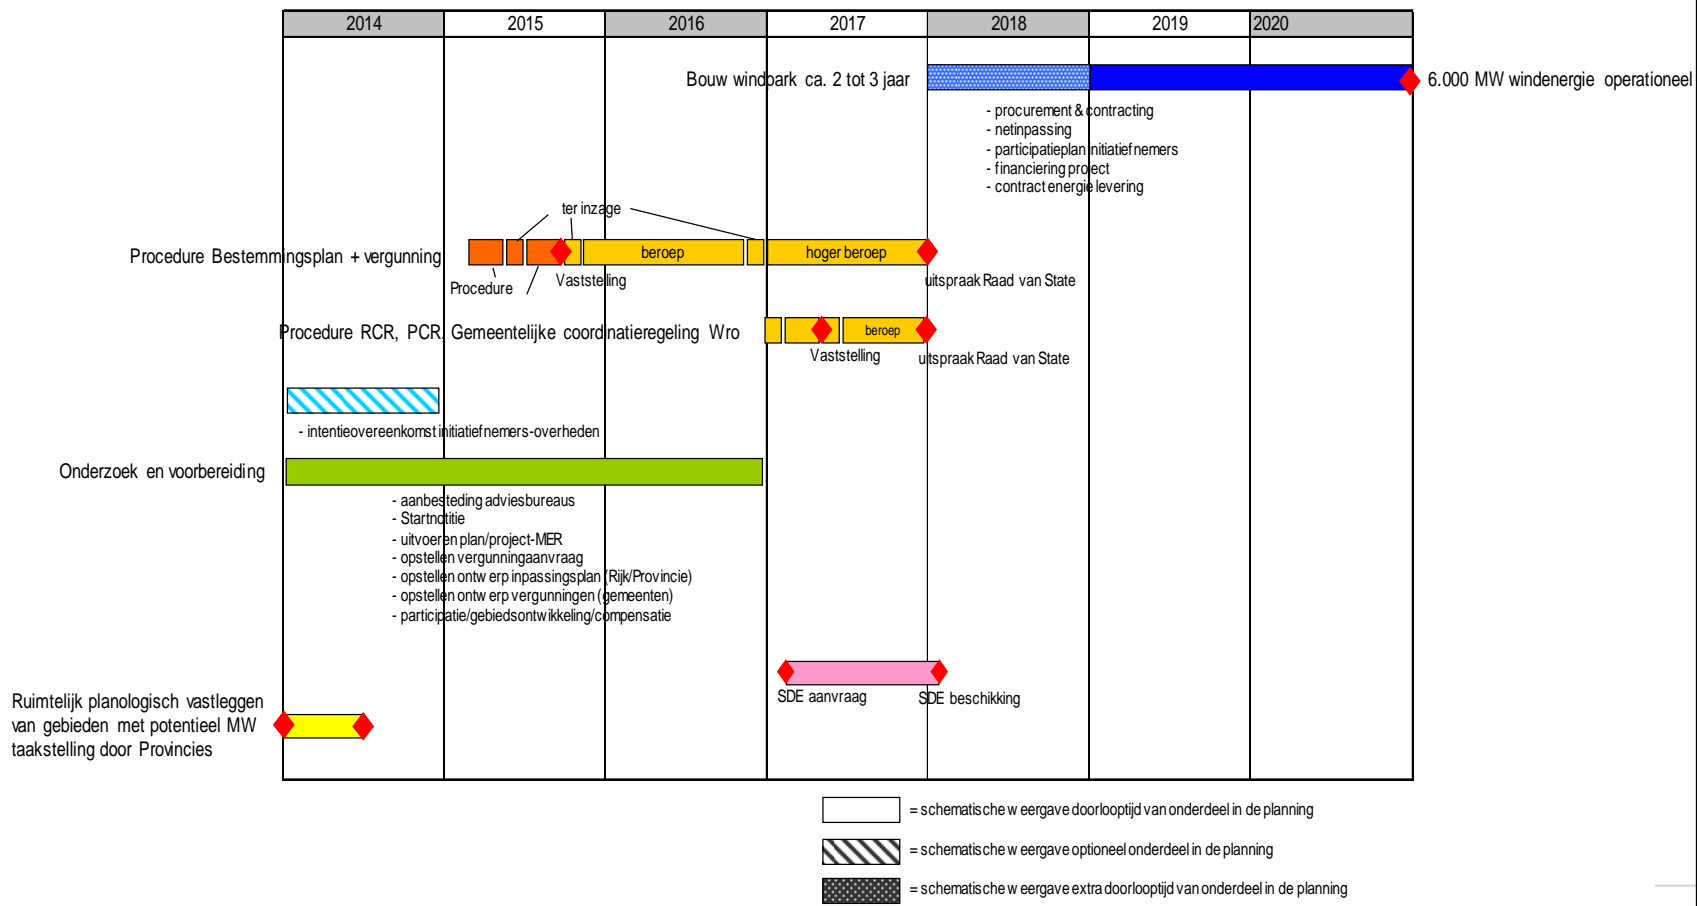 2014 2015 2016 2017 2018 2019 2020
Bouw windpark ca. 2 tot 3 jaar
6.000 MW windenergie operationeel
- procurement & contracting
- netinpassing
- participatieplan initiatiefnemers
- financiering project
- contract energie levering
ter inzage
Procedure Bestemmingsplan + vergunning
beroep
hoger beroep
Procedure
Vaststelling
uitspraak Raad van State
Procedure RCR, PCR, Gemeentelijke coordinatieregeling Wro
beroep
Vaststelling
uitspraak Raad van State
- intentieovereenkomst initiatiefnemers-overheden
Onderzoek en voorbereiding
- aanbesteding adviesbureaus
- Startnotitie
- uitvoeren plan/project-MER
- opstellen vergunningaanvraag
- opstellen ontwerp inpassingsplan (Rijk/Provincie)
- opstellen ontwerp vergunningen (gemeenten)
- participatie/gebiedsontwikkeling/compensatie
SDE aanvraag
SDE beschikking
Ruimtelijk planologisch vastleggen
van gebieden met potentieel MW
taakstelling door Provincies
= schematische weergave doorlooptijd van onderdeel in de planning
= schematische weergave optioneel onderdeel in de planning
= schematische weergave extra doorlooptijd van onderdeel in de planning